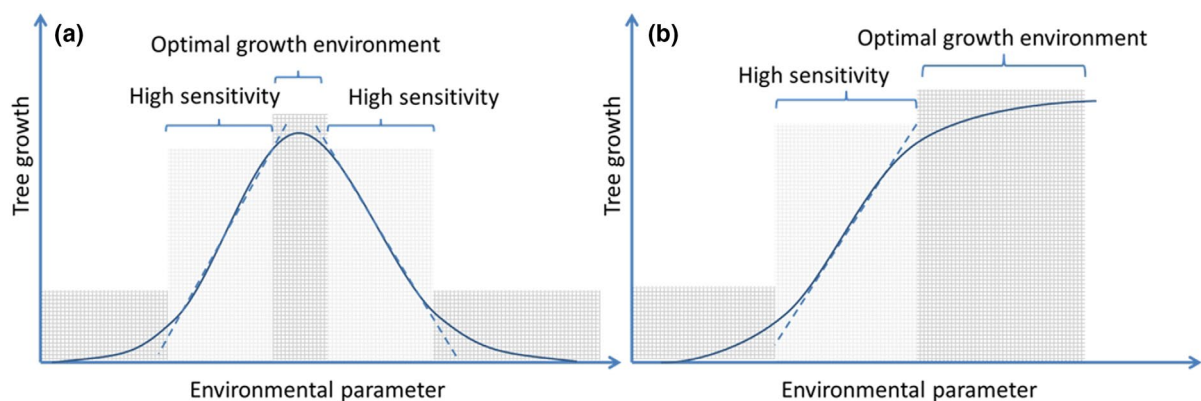 (a)
Optimal growth environment
High sensitivity
High sensitivity
Tree growth
Environmental parameter
(b)
Optimal growth environment
High sensitivity
Tree growth
Environmental parameter